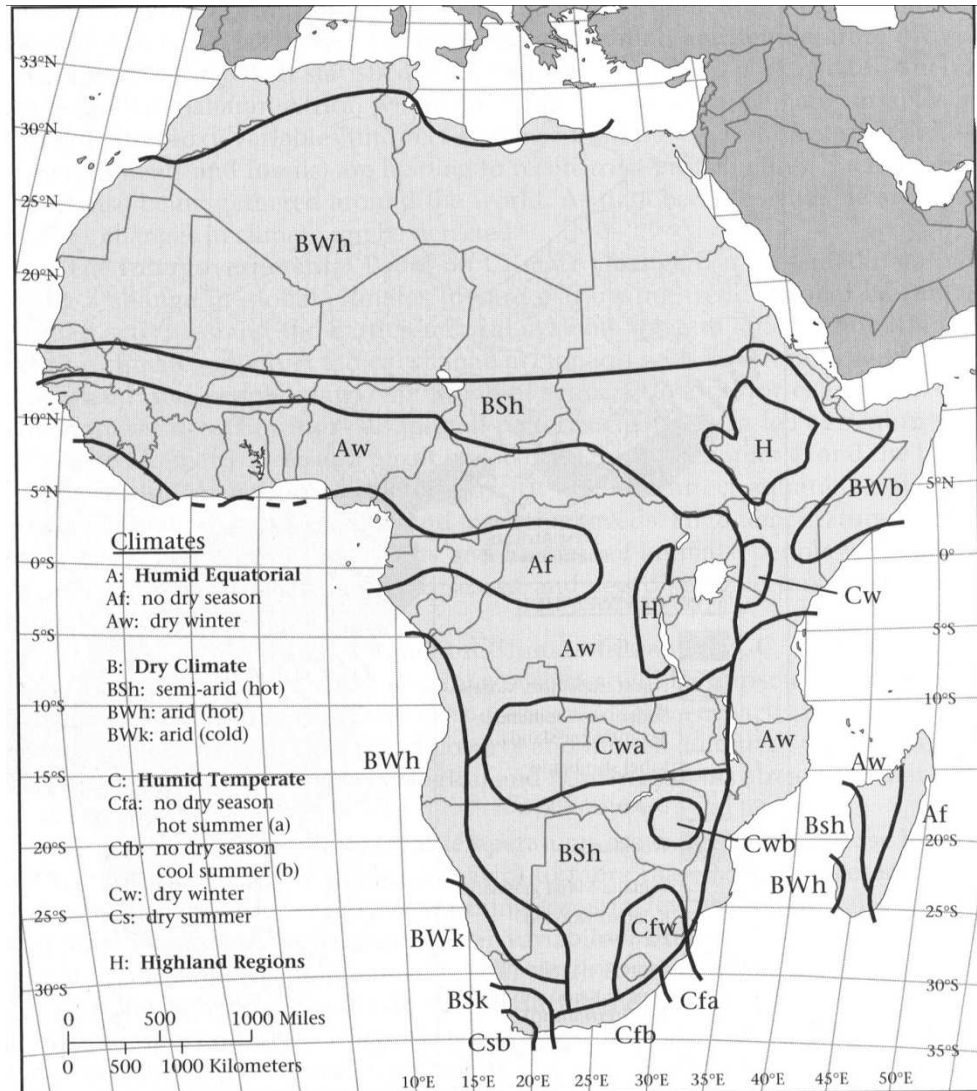 33°N
30°N
25°N
BWh
20°N
BSh
10°N
Aw
H
BWb
5°N
5°N
Climates
0°
Af
0°
A: Humid Equatorial
Cw
Af: no dry season
H
Aw: dry winter
5°S
5°S
Aw
B: Dry Climate
BSh: semi-arid (hot)
10°S
10°S
BWh: arid (hot)
BWk: arid (cold)
BWh
Cwa
Aw
C: Humid Temperate
15°S
15°S
Aw
Cfa: no dry season
hot summer (a)
Bsh
Af
Cfb: no dry season
BSh
Cwb
20°S
20°S
cool summer (b)
BWh
Cw: dry winter
Cs: dry summer
25°S
25°S
BWk
Cfw
H: Highland Regions
30°S
BSk
Cfa
30°S
0 500 1000 Miles
Csb
Cfb
0 500 1000 Kilometers
35°S
35°S
10°E 15°E 20°E 25°E 30°E 35°E 40°E 45°E 50°E